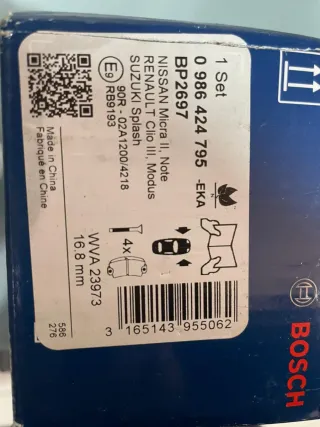 1 Set
0 986 424 795 -EKA
BP2697
NISSAN Micra II, Note
RENAULT Clio III, Modus
SUZUKI Splash
E9 90R - 02A1200/4218
RB9193
Made in China
Fabriqué en Chine
4x
N
WVA 23973
16.8 mm
3 165143 955062
586
276
BOSCH